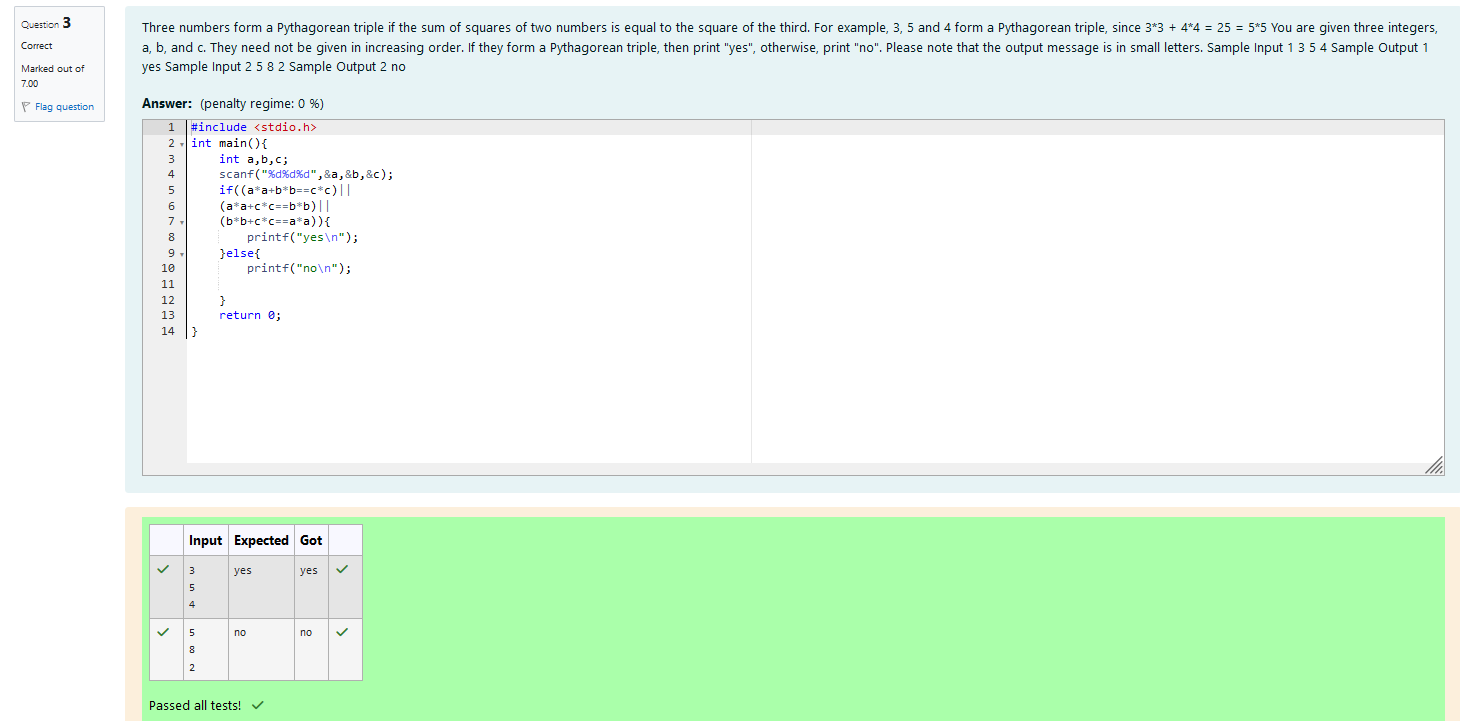 Question 3
Correct
Marked out of
7.00
Flag question
Three numbers form a Pythagorean triple if the sum of squares of two numbers is equal to the square of the third. For example, 3, 5 and 4 form a Pythagorean triple, since 3*3 + 4*4 = 25 = 5*5 You are given three integers,
a, b, and c. They need not be given in increasing order. If they form a Pythagorean triple, then print "yes", otherwise, print "no". Please note that the output message is in small letters. Sample Input 1 3 5 4 Sample Output 1
yes Sample Input 2 5 8 2 Sample Output 2 no
Answer: (penalty regime: 0 %)
1 #include <stdio.h>
2 int main(){
3     int a,b,c;
4     scanf("%d%d%d",&a,&b,&c);
5     if((a*a+b*b==c*c)||
6     (a*a+c*c==b*b)||
7     (b*b+c*c==a*a)){
8         printf("yes\n");
9     }else{
10         printf("no\n");
11
12     }
13     return 0;
14 }
Input Expected Got
3 yes yes
5
4
5 no no
8
2
Passed all tests!